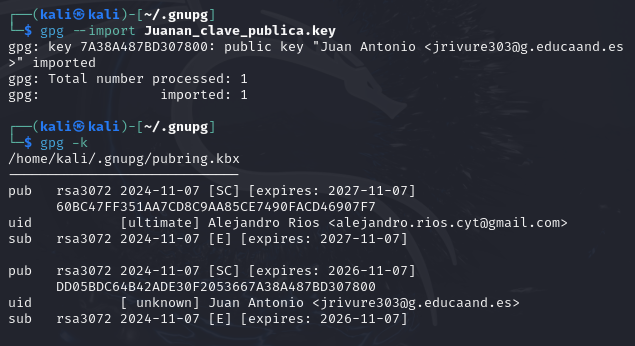 ┌──(kali㉿kali)-[~/.gnupg]
└─$ gpg --import Juanan_clave_publica.key
gpg: key 7A38A487BD307800: public key "Juan Antonio <jrivure303@g.educaand.es
>" imported
gpg: Total number processed: 1
gpg:               imported: 1
┌──(kali㉿kali)-[~/.gnupg]
└─$ gpg -k
/home/kali/.gnupg/pubring.kbx
-----------------------------
pub   rsa3072 2024-11-07 [SC] [expires: 2027-11-07]
      60BC47FF351AA7CD8C9AA85CE7490FACD46907F7
uid           [ultimate] Alejandro Rios <alejandro.rios.cyt@gmail.com>
sub   rsa3072 2024-11-07 [E] [expires: 2027-11-07]
pub   rsa3072 2024-11-07 [SC] [expires: 2026-11-07]
      DD05BDC64B42ADE30F2053667A38A487BD307800
uid           [ unknown] Juan Antonio <jrivure303@g.educaand.es>
sub   rsa3072 2024-11-07 [E] [expires: 2026-11-07]